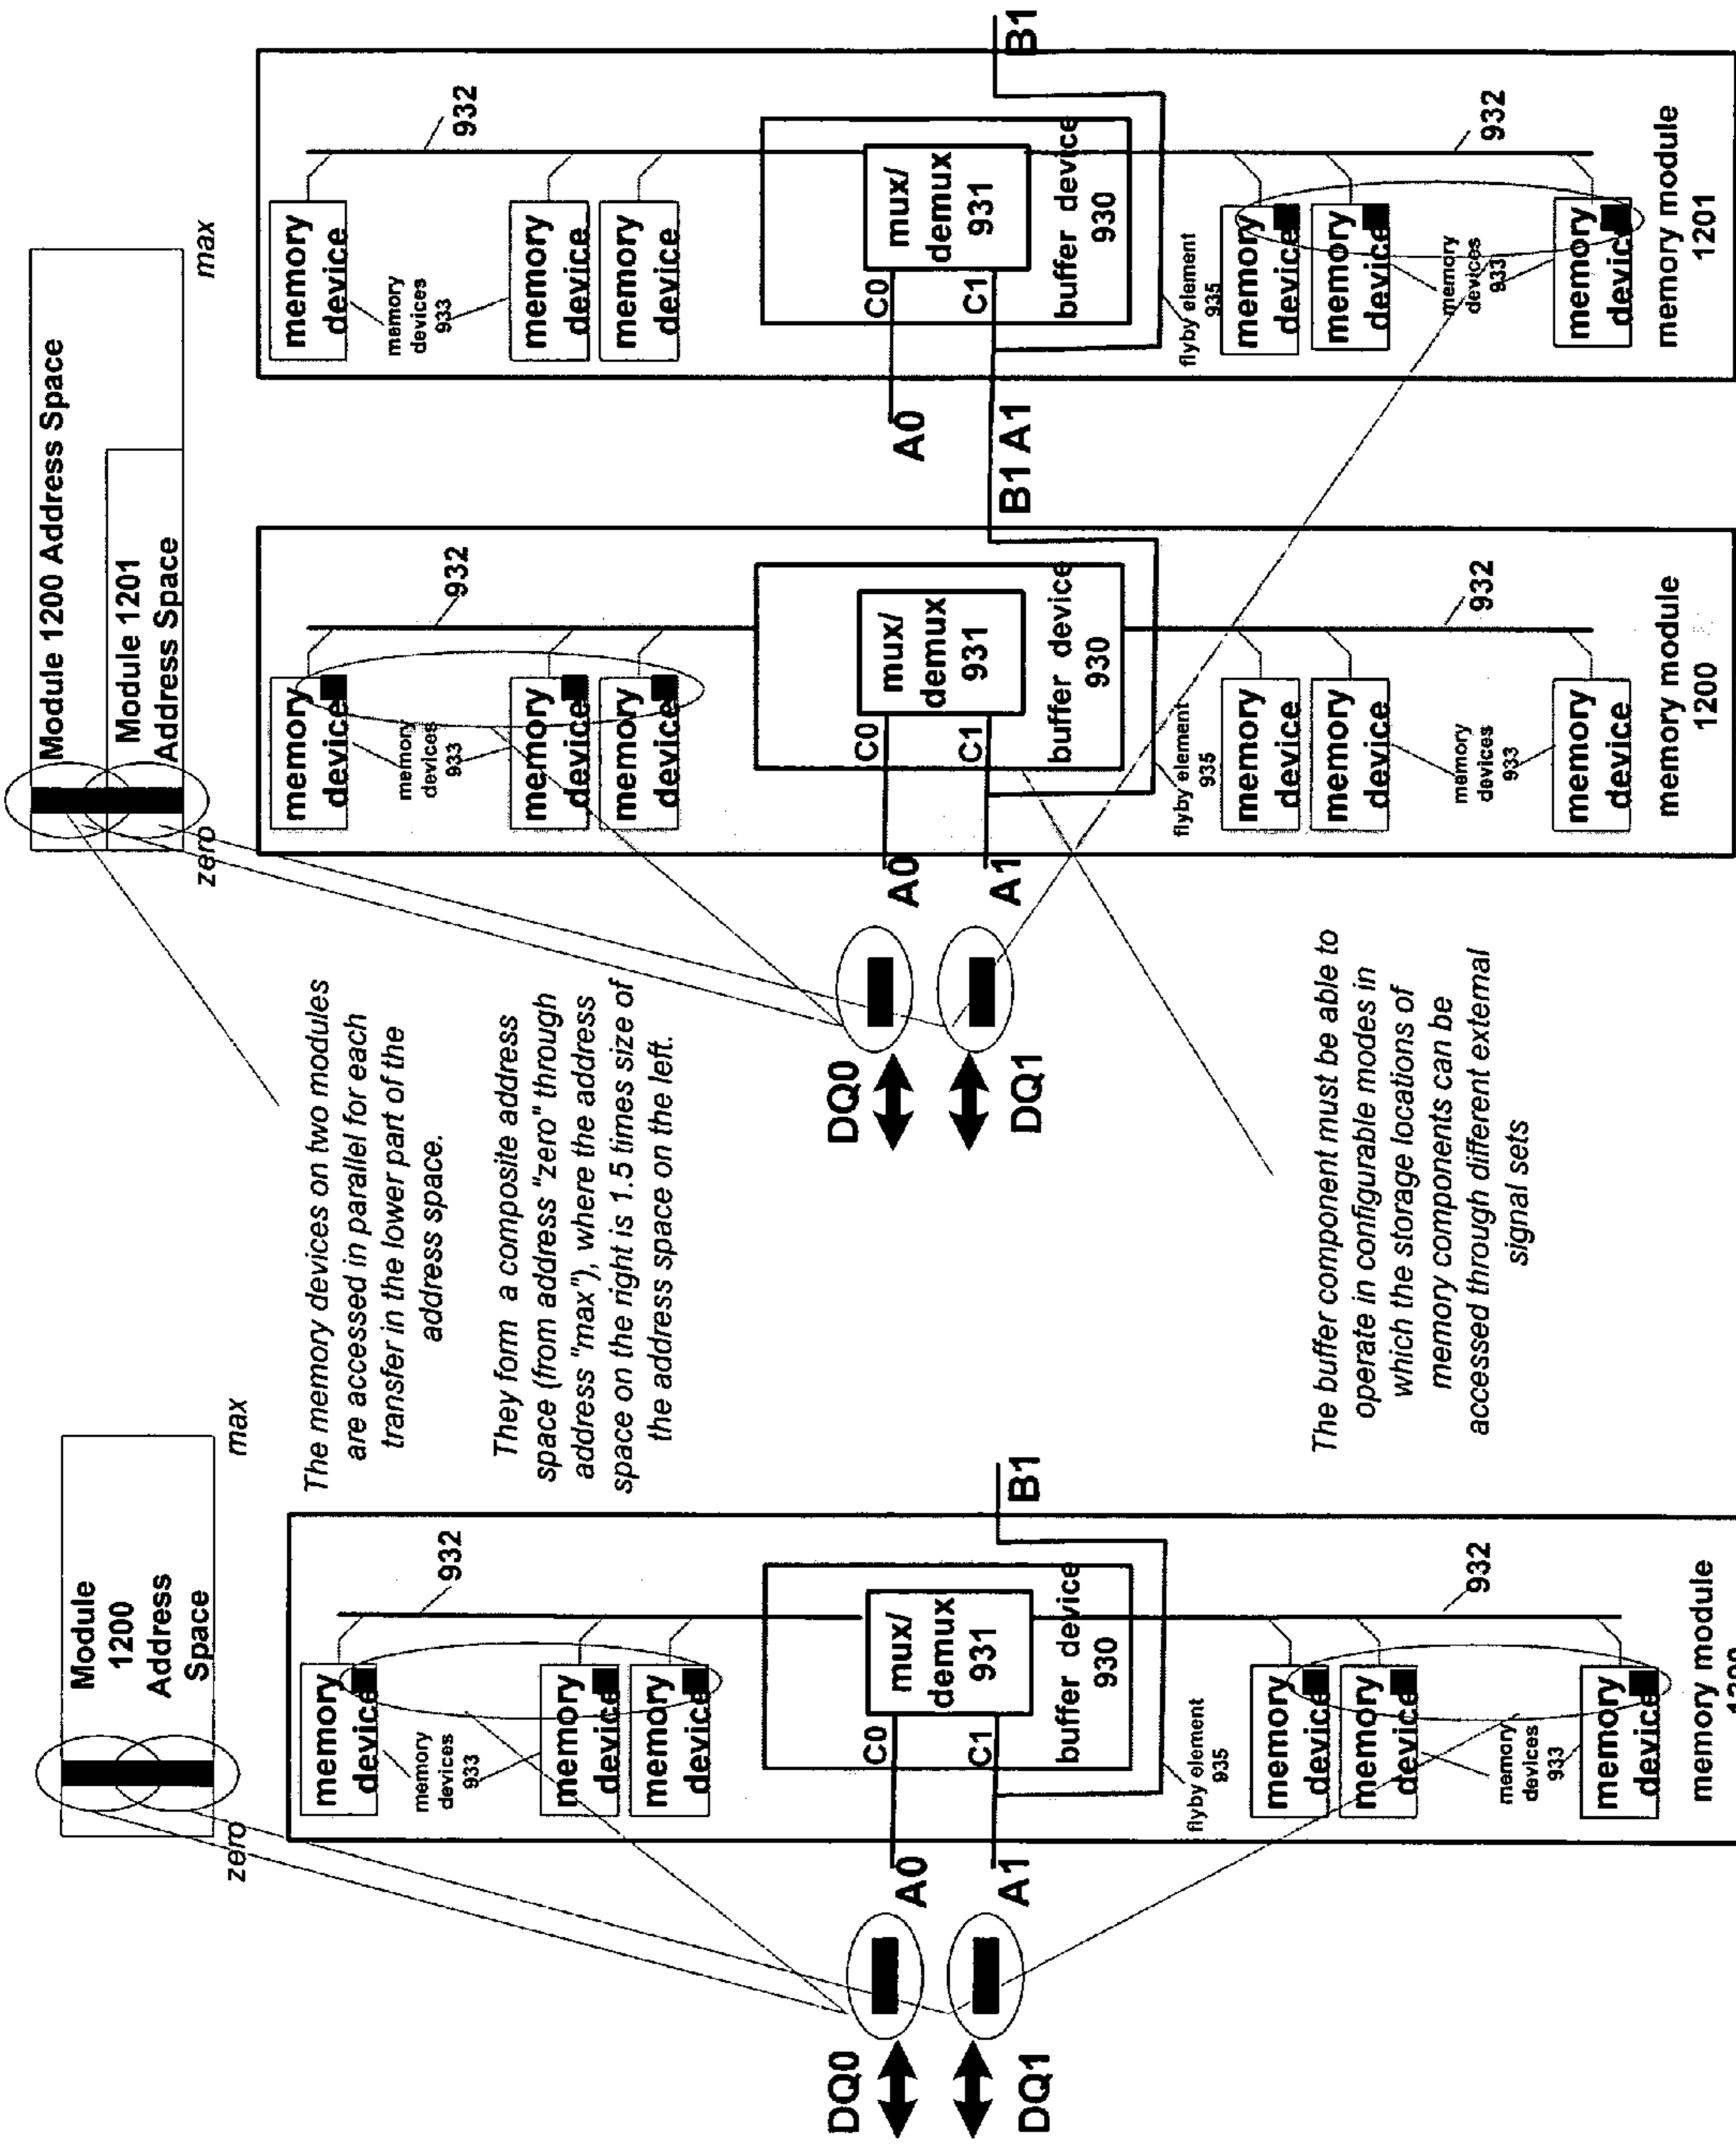 Module
1200
Address
Space
zero
max
DQ0
DQ1
A0
A1
memory
device
memory
devices
933
memory
device
memory
device
932
C0
C1
mux/
demux
931
buffer device
930
B1
flyby element
935
memory
device
memory
device
memory
devices
933
memory
device
932
memory module
The memory devices on two modules
are accessed in parallel for each
transfer in the lower part of the
address space.
They form a composite address
space (from address "zero" through
address "max"), where the address
space on the right is 1.5 times size of
the address space on the left.
The buffer component must be able to
operate in configurable modes in
which the storage locations of
memory components can be
accessed through different external
signal sets
Module 1200 Address Space
Module 1201
Address Space
zero
max
DQ0
DQ1
A0
A1
memory
device
memory
devices
933
memory
device
memory
device
932
C0
C1
mux/
demux
931
buffer device
930
flyby element
935
memory
device
memory
device
memory
devices
933
memory
device
932
memory module
1200
B1 A1
A0
memory
device
memory
devices
933
memory
device
memory
device
932
C0
C1
mux/
demux
931
buffer device
930
B1
flyby element
935
memory
device
memory
device
memory
devices
933
memory
device
932
memory module
1201